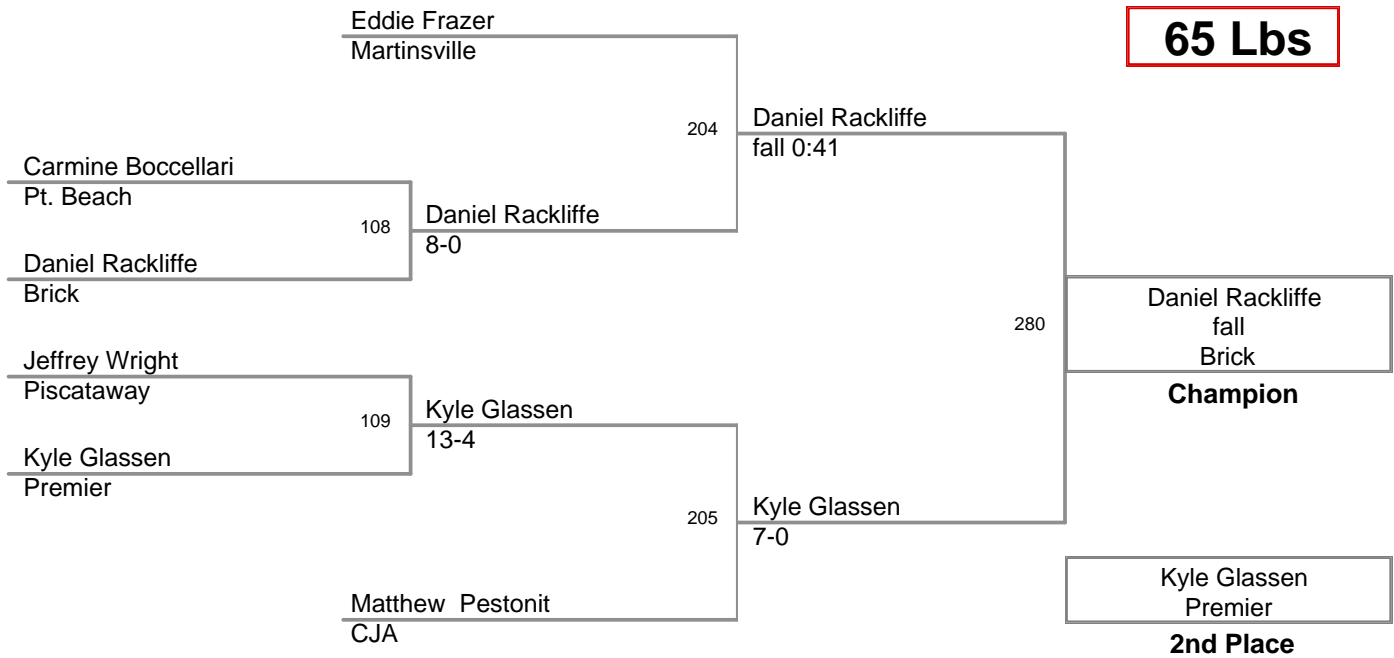 Eddie Frazer
Martinsville
65 Lbs
204
Daniel Rackliffe
fall 0:41
Carmine Boccellari
Pt. Beach
108
Daniel Rackliffe
8-0
Daniel Rackliffe
Brick
280
Daniel Rackliffe
fall
Brick
Champion
Jeffrey Wright
Piscataway
109
Kyle Glassen
13-4
Kyle Glassen
Premier
205
Kyle Glassen
7-0
Matthew Pestonit
CJA
Kyle Glassen
Premier
2nd Place